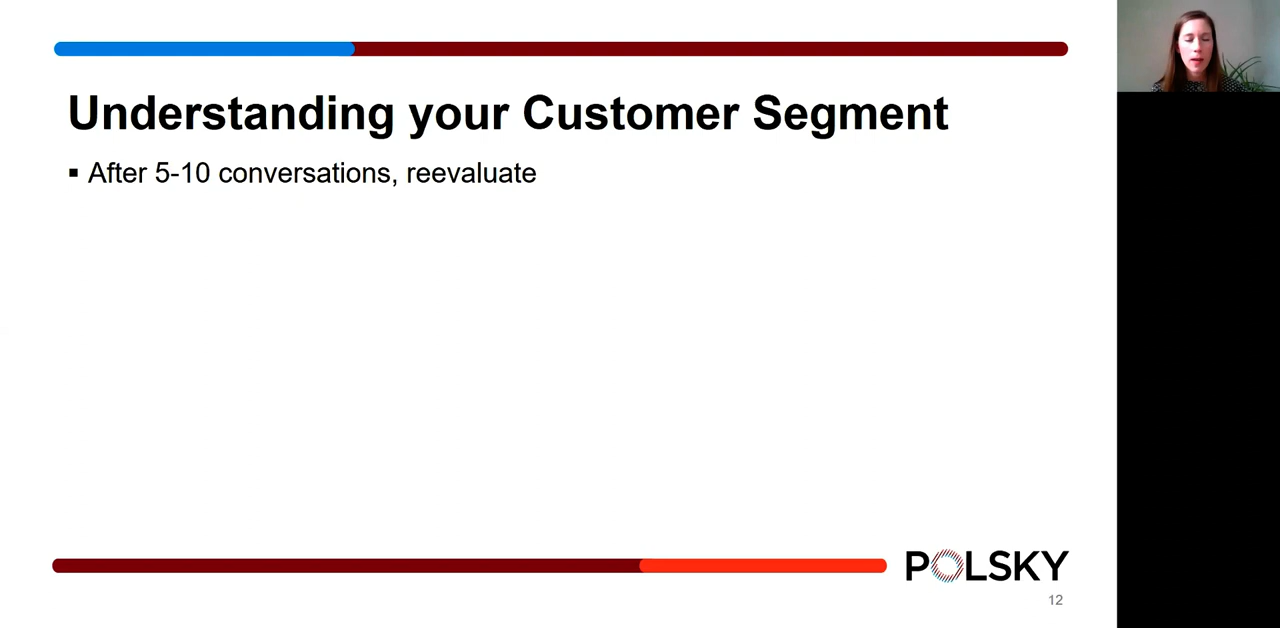 Understanding your Customer Segment
▪ After 5-10 conversations, reevaluate
POLSKY
12